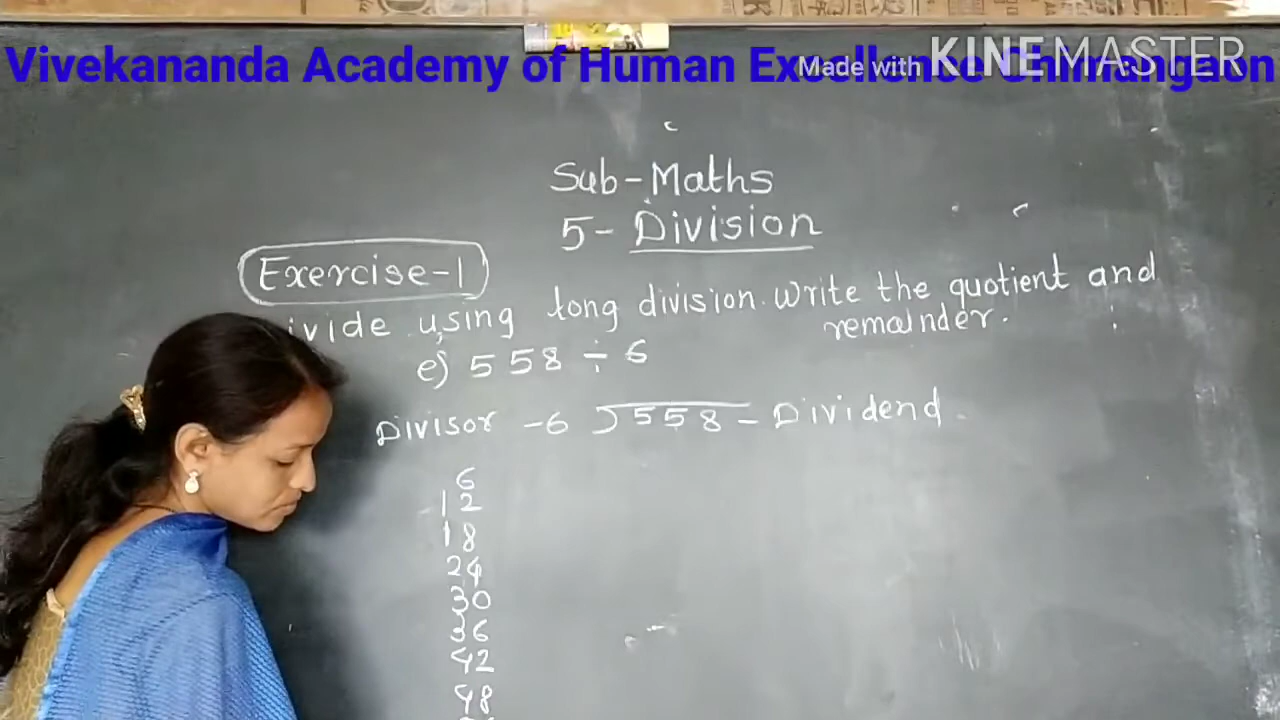 Vivekananda Academy of Human Excellence Chimangaon
Made with KINEMASTER
Sub-Maths
5- Division
Exercise-1
ivide using long division. Write the quotient and
remainder.
e) 558 ÷ 6
Divisor - 6 ) 558 - Dividend.
6
12
18
24
30
36
42
48